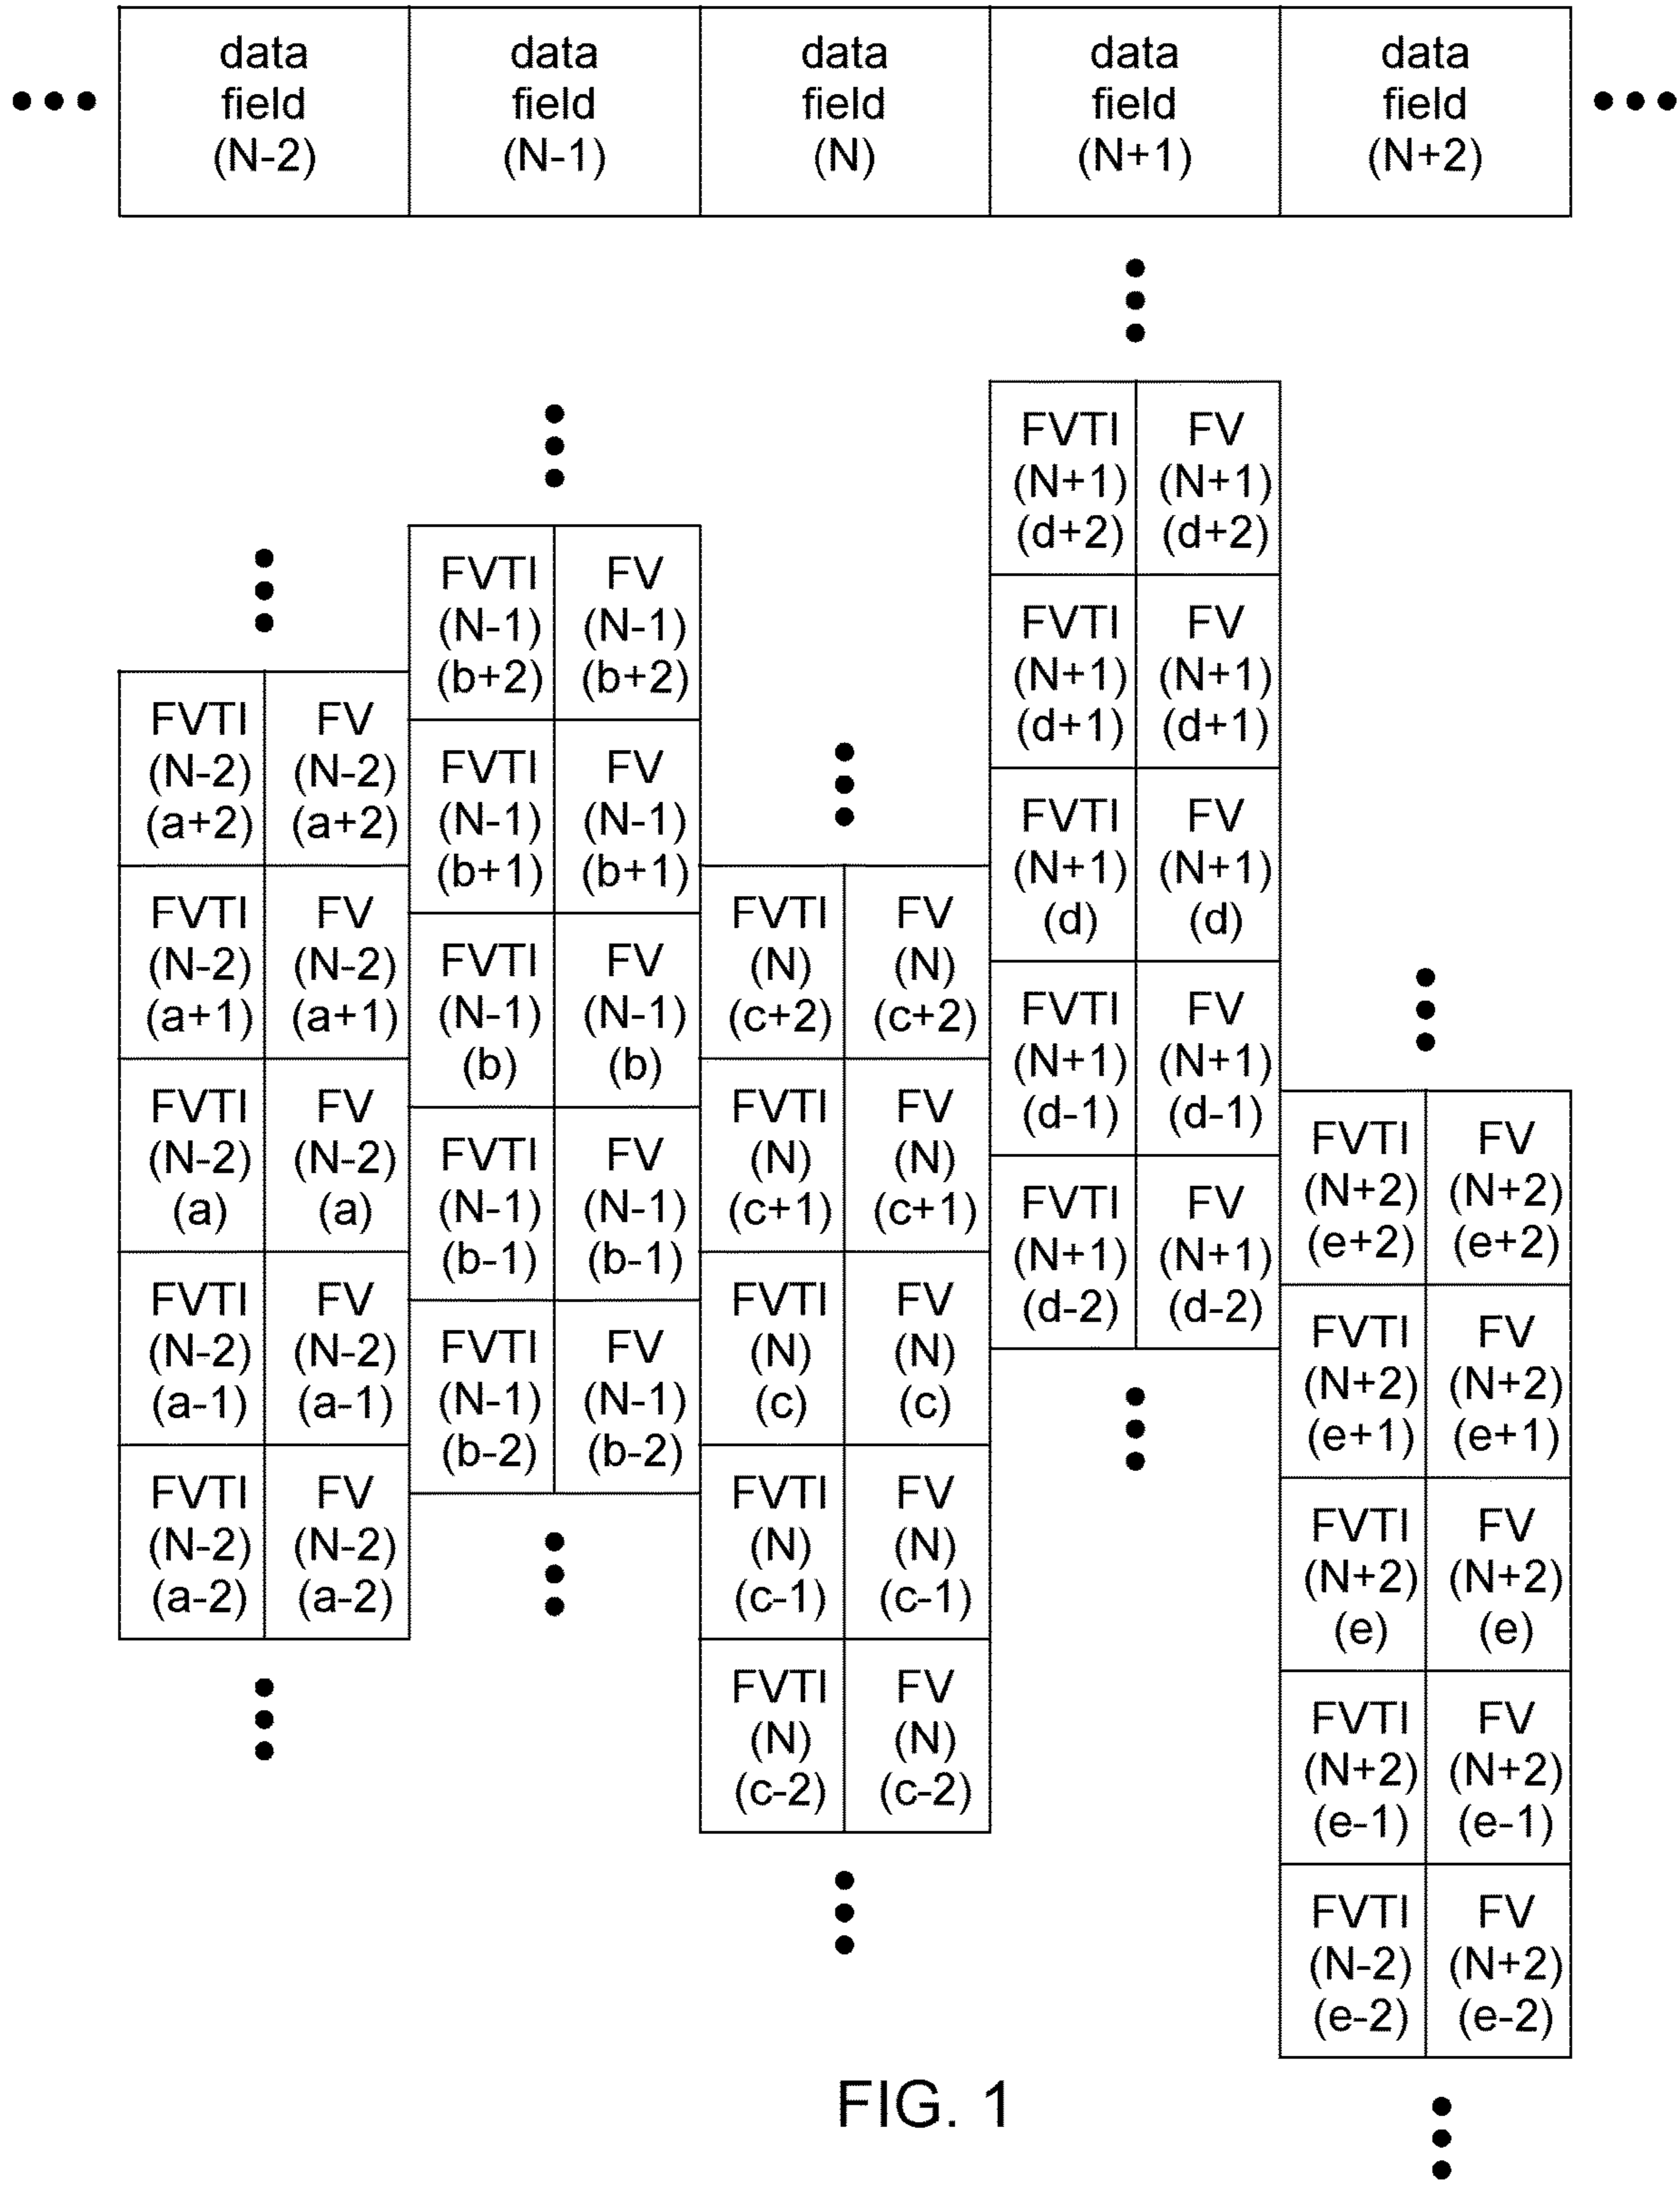 data data data data data
field field field field field
(N-2) (N-1) (N) (N+1) (N+2)
FVTI FV
(N-2) (N-2)
(a+2) (a+2)
FVTI FV
(N-2) (N-2)
(a+1) (a+1)
FVTI FV
(N-2) (N-2)
(a) (a)
FVTI FV
(N-2) (N-2)
(a-1) (a-1)
FVTI FV
(N-2) (N-2)
(a-2) (a-2)
FVTI FV
(N-1) (N-1)
(b+2) (b+2)
FVTI FV
(N-1) (N-1)
(b+1) (b+1)
FVTI FV
(N-1) (N-1)
(b) (b)
FVTI FV
(N-1) (N-1)
(b-1) (b-1)
FVTI FV
(N-1) (N-1)
(b-2) (b-2)
FVTI FV
(N) (N)
(c+2) (c+2)
FVTI FV
(N) (N)
(c+1) (c+1)
FVTI FV
(N) (N)
(c) (c)
FVTI FV
(N) (N)
(c-1) (c-1)
FVTI FV
(N) (N)
(c-2) (c-2)
FVTI FV
(N+1) (N+1)
(d+2) (d+2)
FVTI FV
(N+1) (N+1)
(d+1) (d+1)
FVTI FV
(N+1) (N+1)
(d) (d)
FVTI FV
(N+1) (N+1)
(d-1) (d-1)
FVTI FV
(N+1) (N+1)
(d-2) (d-2)
FVTI FV
(N+2) (N+2)
(e+2) (e+2)
FVTI FV
(N+2) (N+2)
(e+1) (e+1)
FVTI FV
(N+2) (N+2)
(e) (e)
FVTI FV
(N+2) (N+2)
(e-1) (e-1)
FVTI FV
(N-2) (N+2)
(e-2) (e-2)
FIG. 1